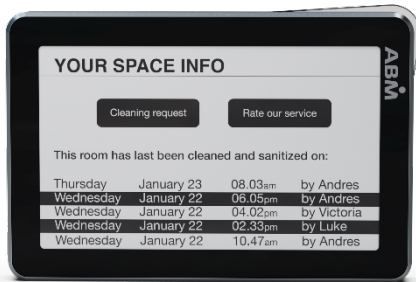 YOUR SPACE INFO
ABM
Cleaning request
Rate our service
This room has last been cleaned and sanitized on:
Thursday January 23 08.03am by Andres
Wednesday January 22 06.05pm by Andres
Wednesday January 22 04.02pm by Victoria
Wednesday January 22 02.33pm by Luke
Wednesday January 22 10.47am by Andres